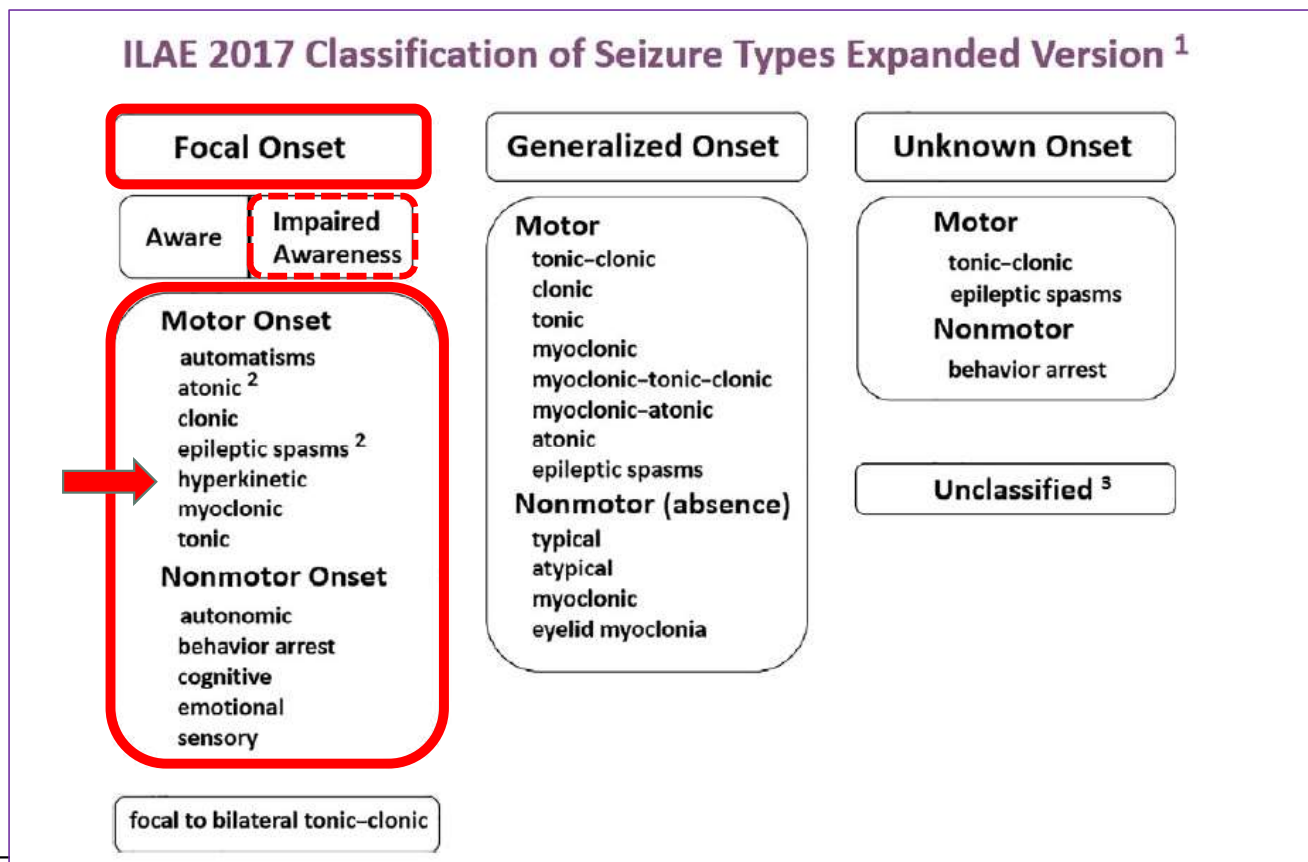 ILAE 2017 Classification of Seizure Types Expanded Version 1
Focal Onset
Aware
Impaired
Awareness
Motor Onset
automatisms
atonic 2
clonic
epileptic spasms 2
hyperkinetic
myoclonic
tonic
Nonmotor Onset
autonomic
behavior arrest
cognitive
emotional
sensory
focal to bilateral tonic–clonic
Generalized Onset
Motor
tonic–clonic
clonic
tonic
myoclonic
myoclonic–tonic–clonic
myoclonic–atonic
atonic
epileptic spasms
Nonmotor (absence)
typical
atypical
myoclonic
eyelid myoclonia
Unknown Onset
Motor
tonic–clonic
epileptic spasms
Nonmotor
behavior arrest
Unclassified 3